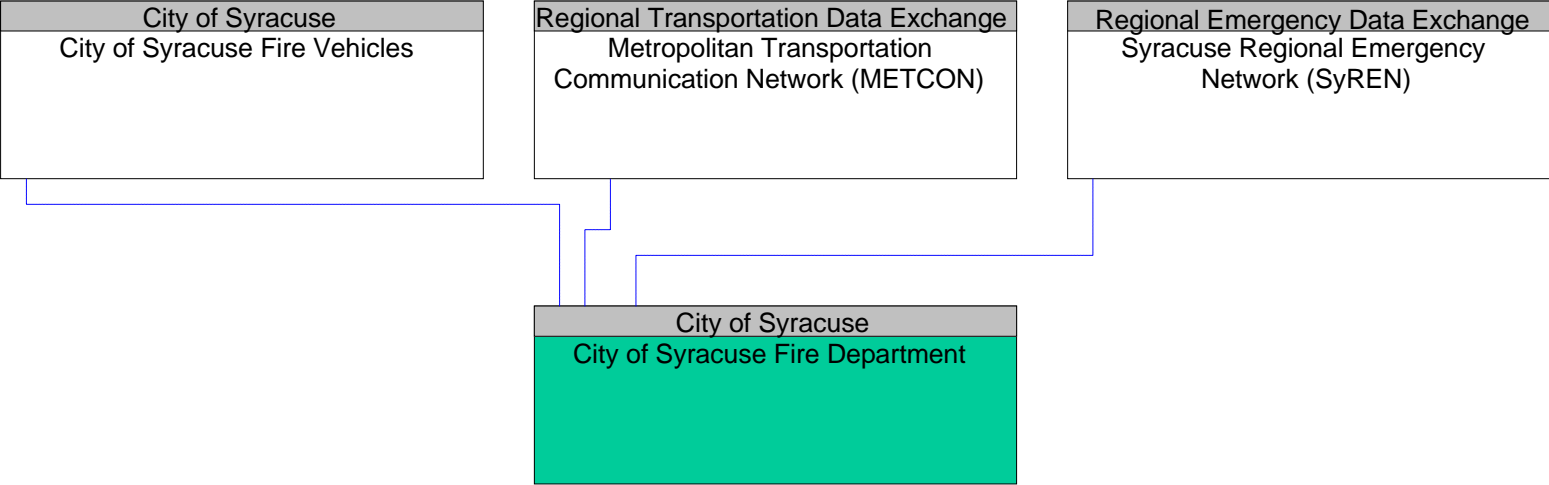 City of Syracuse
City of Syracuse Fire Vehicles
Regional Transportation Data Exchange
Metropolitan Transportation
Communication Network (METCON)
Regional Emergency Data Exchange
Syracuse Regional Emergency
Network (SyREN)
City of Syracuse
City of Syracuse Fire Department